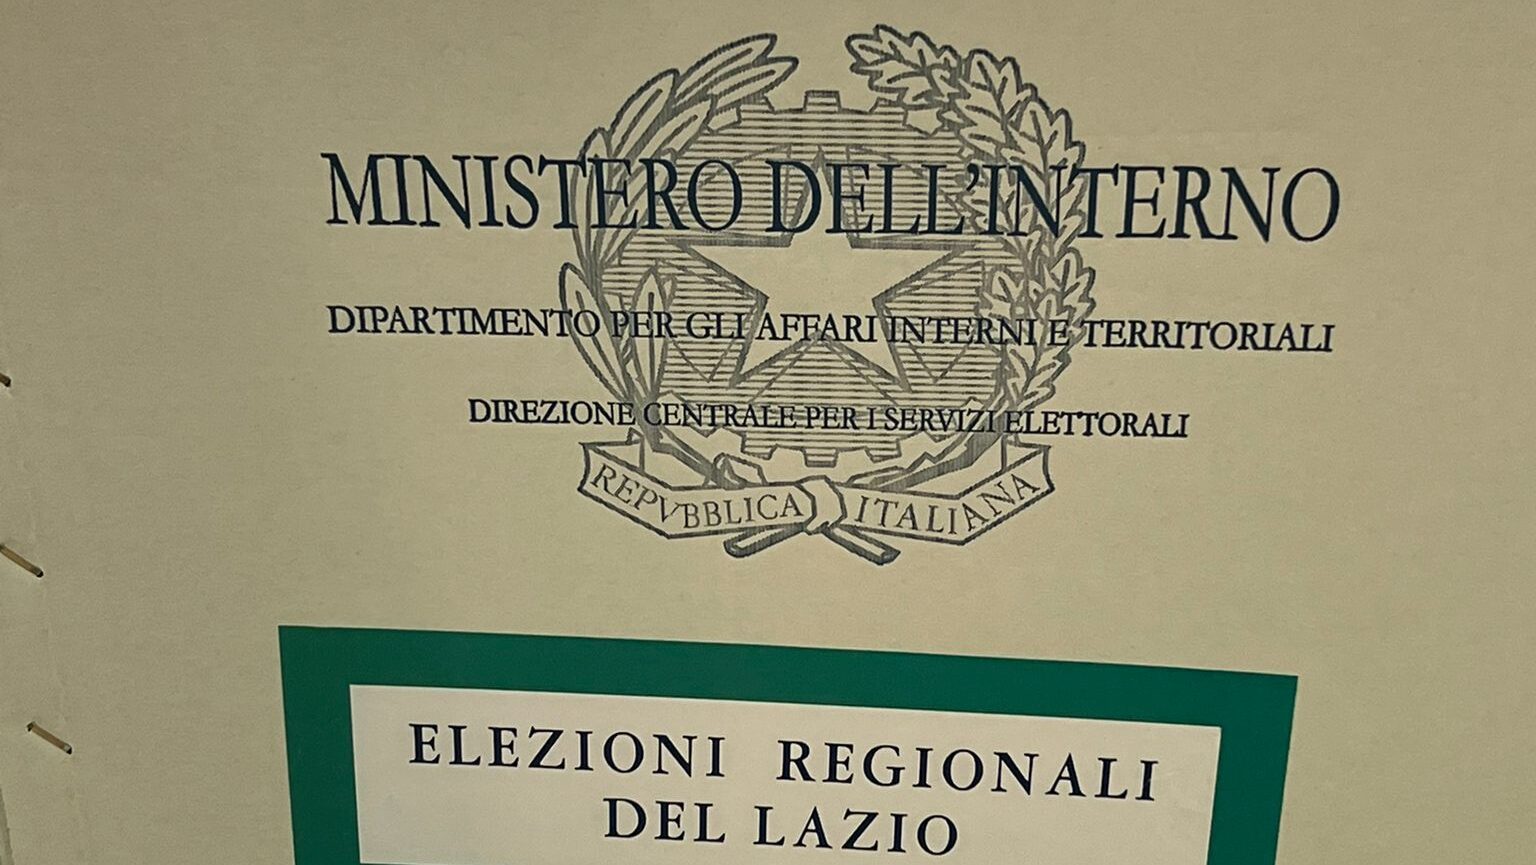 MINISTERO DELL'INTERNO
DIPARTIMENTO PER GLI AFFARI INTERNI E TERRITORIALI
DIREZIONE CENTRALE PER I SERVIZI ELETTORALI
REPVBBLICA ITALIANA
ELEZIONI REGIONALI
DEL LAZIO